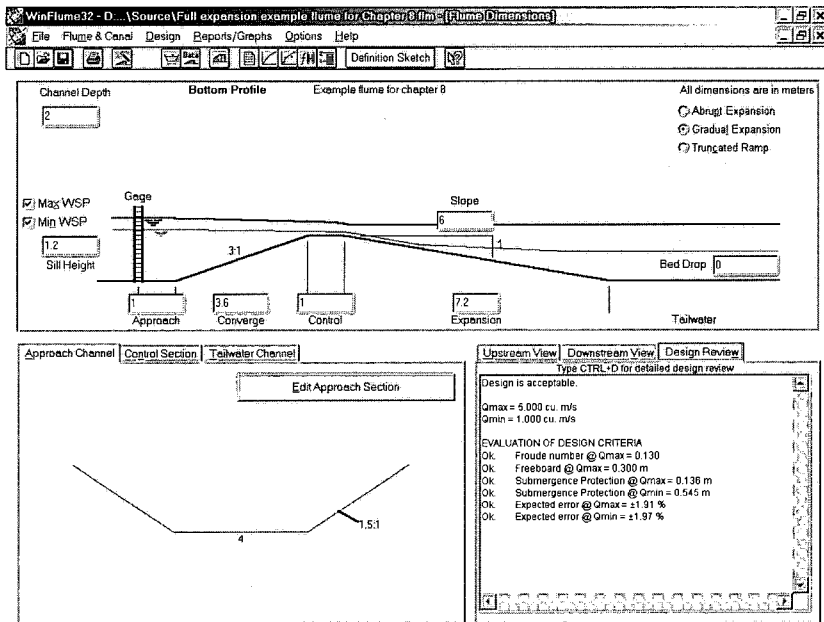 WinFlume32 - D:...\Source\Full expansion example flume for Chapter 8.flm - [Flume Dimensions]
File Flume & Canal Design Reports/Graphs Options Help
Definition Sketch
Channel Depth
2
Bottom Profile
Example flume for chapter 8
All dimensions are in meters
Abrupt Expansion
Gradual Expansion
Truncated Ramp
Max WSP
Min WSP
Gage
Slope
6
1.2
Sill Height
3:1
1
Bed Drop
0
1
3.6
1
7.2
Approach
Converge
Control
Expansion
Tailwater
Approach Channel
Control Section
Tailwater Channel
Edit Approach Section
4
1.5:1
Upstream View
Downstream View
Design Review
Type CTRL+D for detailed design review
Design is acceptable.
Qmax = 5.000 cu. m/s
Qmin = 1.000 cu. m/s
EVALUATION OF DESIGN CRITERIA
Ok. Froude number @ Qmax = 0.130
Ok. Freeboard @ Qmax = 0.300 m
Ok. Submergence Protection @ Qmax = 0.136 m
Ok. Submergence Protection @ Qmin = 0.545 m
Ok. Expected error @ Qmax = ±1.91 %
Ok. Expected error @ Qmin = ±1.97 %